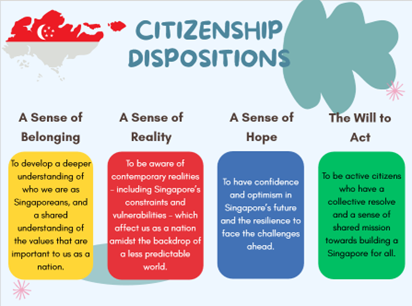 CITIZENSHIP
DISPOSITIONS
A Sense of
Belonging
To develop a deeper
understanding of
who we are as
Singaporeans, and
a shared
understanding of
the values that are
important to us as a
nation.
A Sense of
Reality
To be aware of
contemporary realities
- including Singapore's
constraints and
vulnerabilities - which
affect us as a nation
amidst the backdrop of
a less predictable
world.
A Sense of
Hope
To have confidence
and optimism in
Singapore's future
and the resilience to
face the challenges
ahead.
The Will to
Act
To be active citizens
who have a
collective resolve
and a sense of
shared mission
towards building a
Singapore for all.